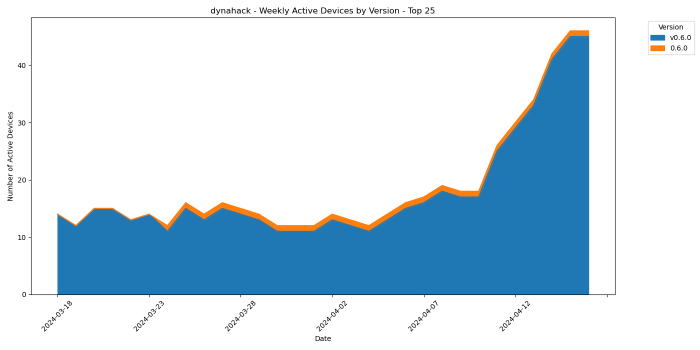 dynahack - Weekly Active Devices by Version - Top 25
Version
v0.6.0
0.6.0
Number of Active Devices
40
30
20
10
0
2024-03-18
2024-03-23
2024-03-28
2024-04-02
2024-04-07
2024-04-12
Date